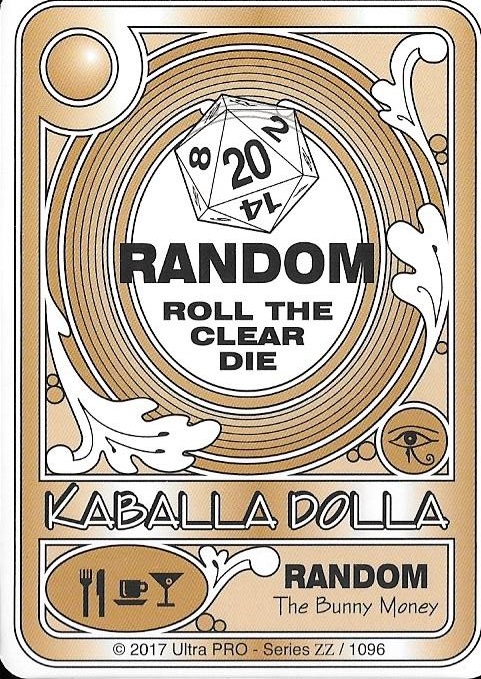 8
2
20
14
RANDOM
ROLL THE
CLEAR
DIE
KABALLA DOLLA
RANDOM
The Bunny Money
© 2017 Ultra PRO - Series ZZ / 1096